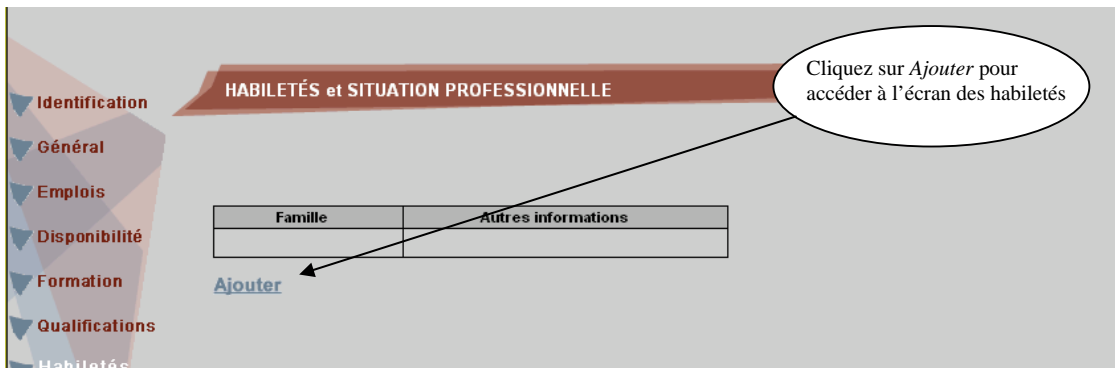 HABILETÉS et SITUATION PROFESSIONNELLE
Cliquez sur Ajouter pour
accéder à l'écran des habiletés
Identification
Général
Emplois
Disponibilité
Formation
Qualifications
Habiletés
Famille Autres informations
Ajouter